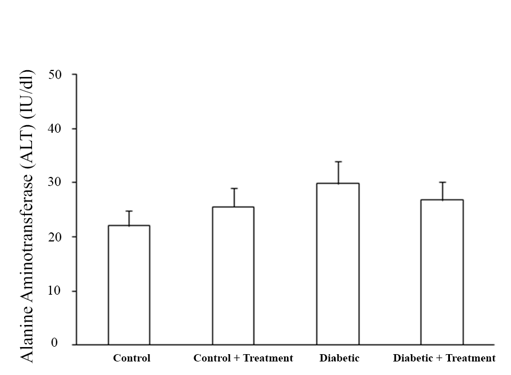 Alanine Aminotransferase (ALT) (IU/dl)
50
40
30
20
10
0
Control
Control + Treatment
Diabetic
Diabetic + Treatment